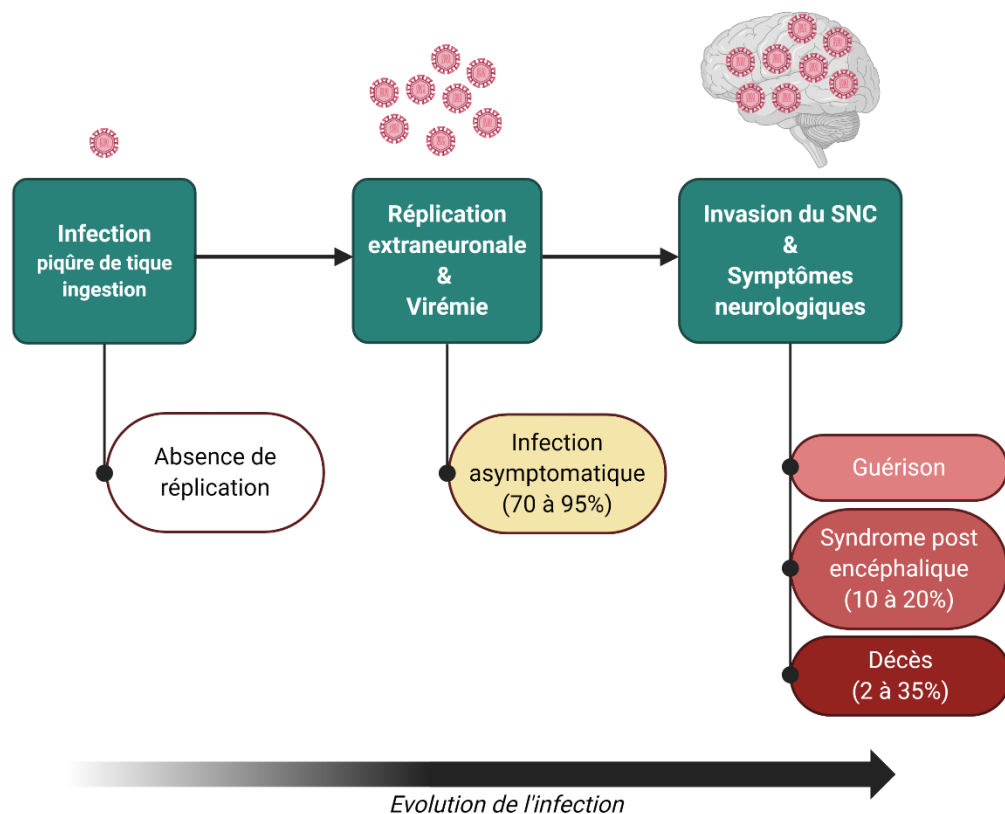 Infection
piqûre de tique
ingestion
Réplication
extraneuronale
&
Virémie
Invasion du SNC
&
Symptômes
neurologiques
Absence de
réplication
Infection
asymptomatique
(70 à 95%)
Guérison
Syndrome post
encéphalique
(10 à 20%)
Décès
(2 à 35%)
Evolution de l'infection